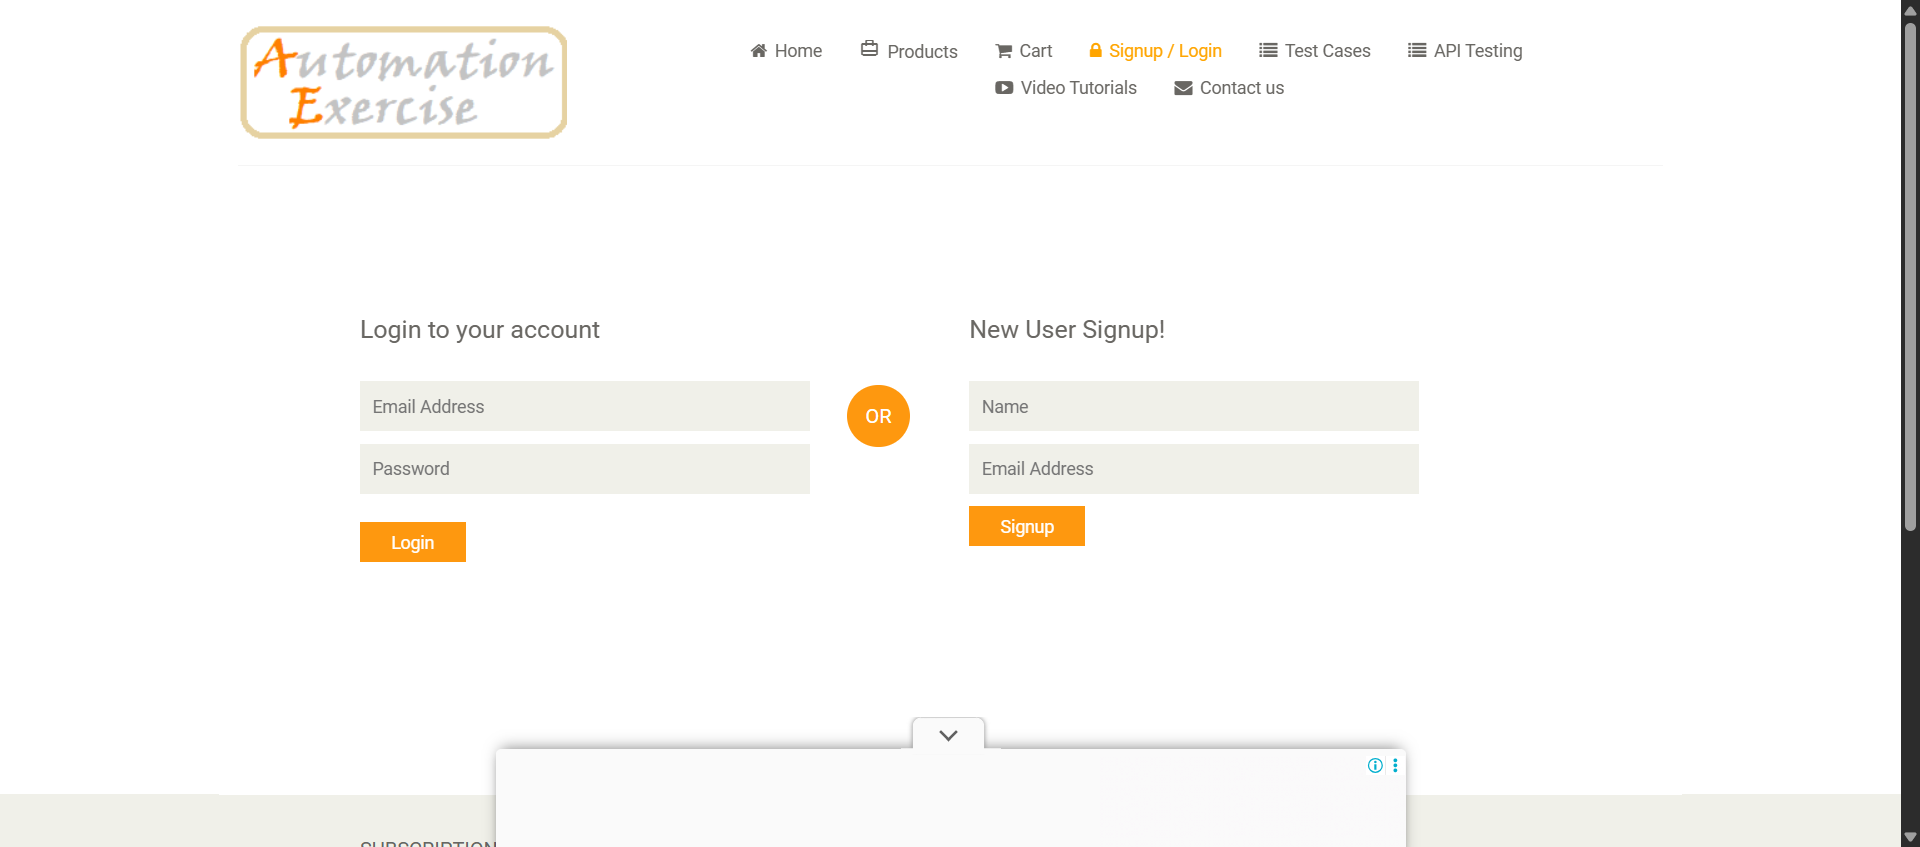 Automation
Exercise
Home
Products
Cart
Signup / Login
Test Cases
API Testing
Video Tutorials
Contact us
Login to your account
Email Address
Password
Login
OR
New User Signup!
Name
Email Address
Signup
SUBSCRIPTION